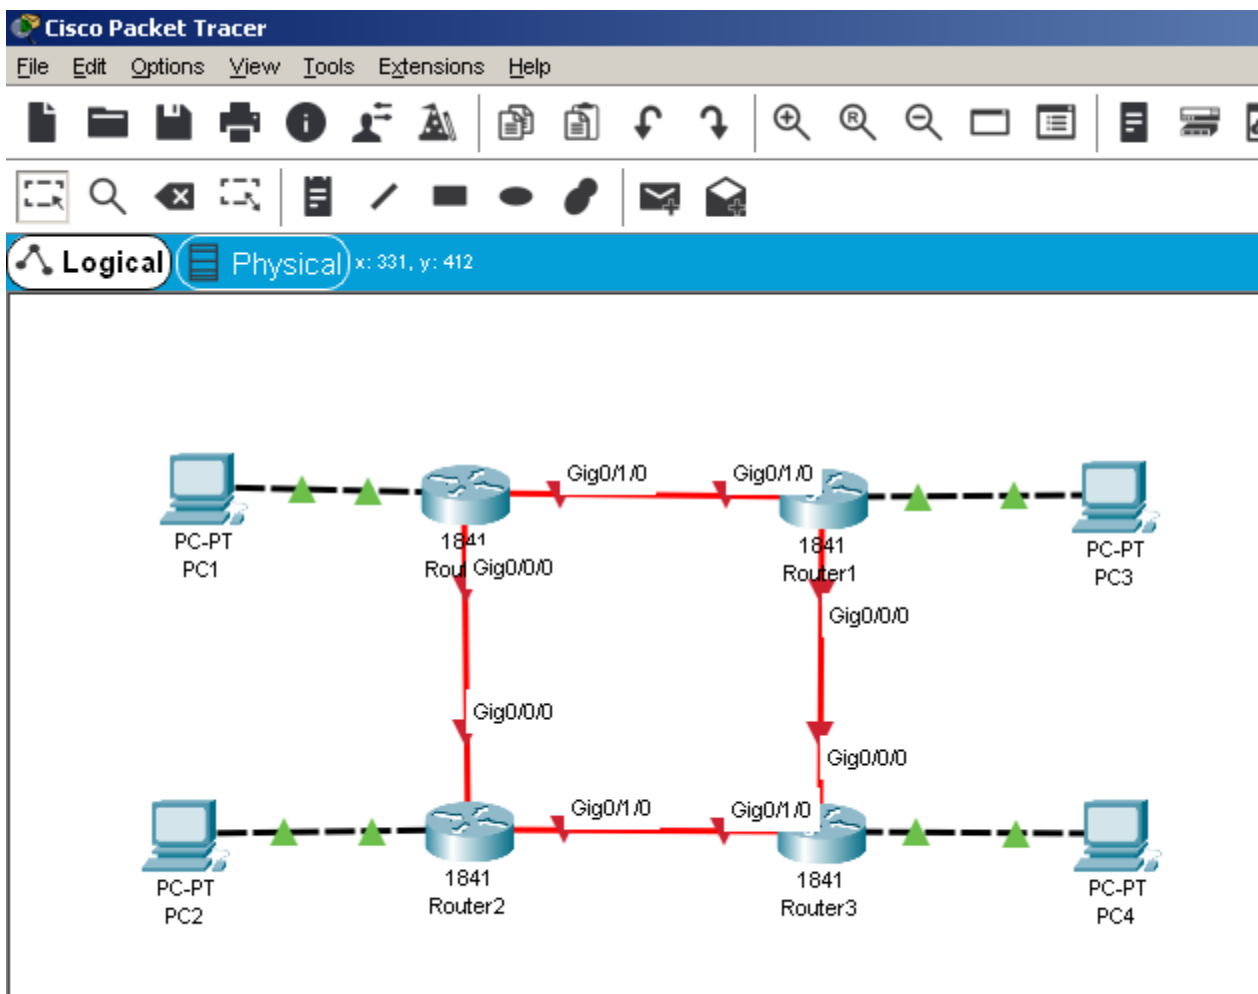 Cisco Packet Tracer
File Edit Options View Tools Extensions Help
Logical Physical x: 331, y: 412
Gig0/1/0 Gig0/1/0
PC-PT
PC1
1841
Gig0/0/0
1841
Router1
PC-PT
PC3
Gig0/0/0
Gig0/0/0
Gig0/0/0
Gig0/1/0 Gig0/1/0
PC-PT
PC2
1841
Router2
1841
Router3
PC-PT
PC4